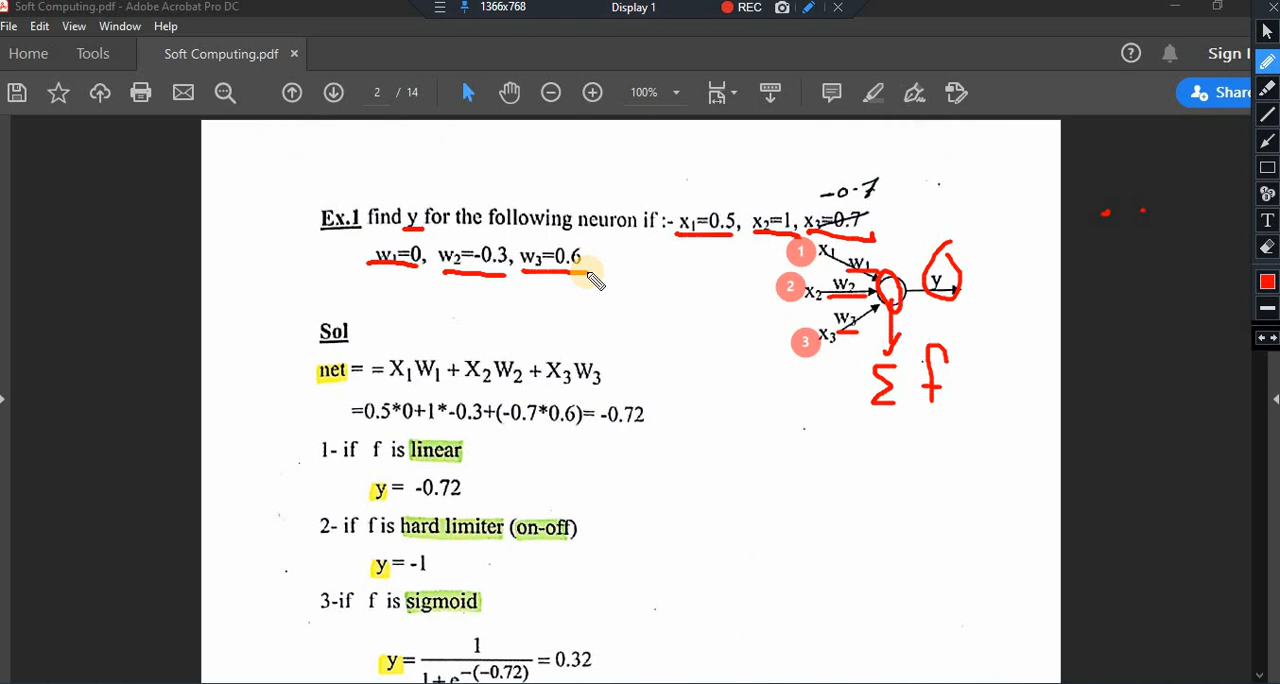 Soft Computing.pdf - Adobe Acrobat Pro DC
1366x768
Display 1
REC
File Edit View Window Help
Home Tools Soft Computing.pdf ×
Sign I
2 / 14
100%
Share
-0.7
Ex.1 find y for the following neuron if :- x₁=0.5, x₂=1, x₃=0.7
w₁=0, w₂=-0.3, w₃=0.6
1 x₁ w₁
2 x₂ w₂ y
3 x₃ w₃
Σ f
Sol
net = = X₁W₁ + X₂W₂ + X₃W₃
=0.5*0+1*-0.3+(-0.7*0.6)= -0.72
1- if f is linear
y = -0.72
2- if f is hard limiter (on-off)
y = -1
3-if f is sigmoid
y = 1 / 1 + e^-(-0.72) = 0.32